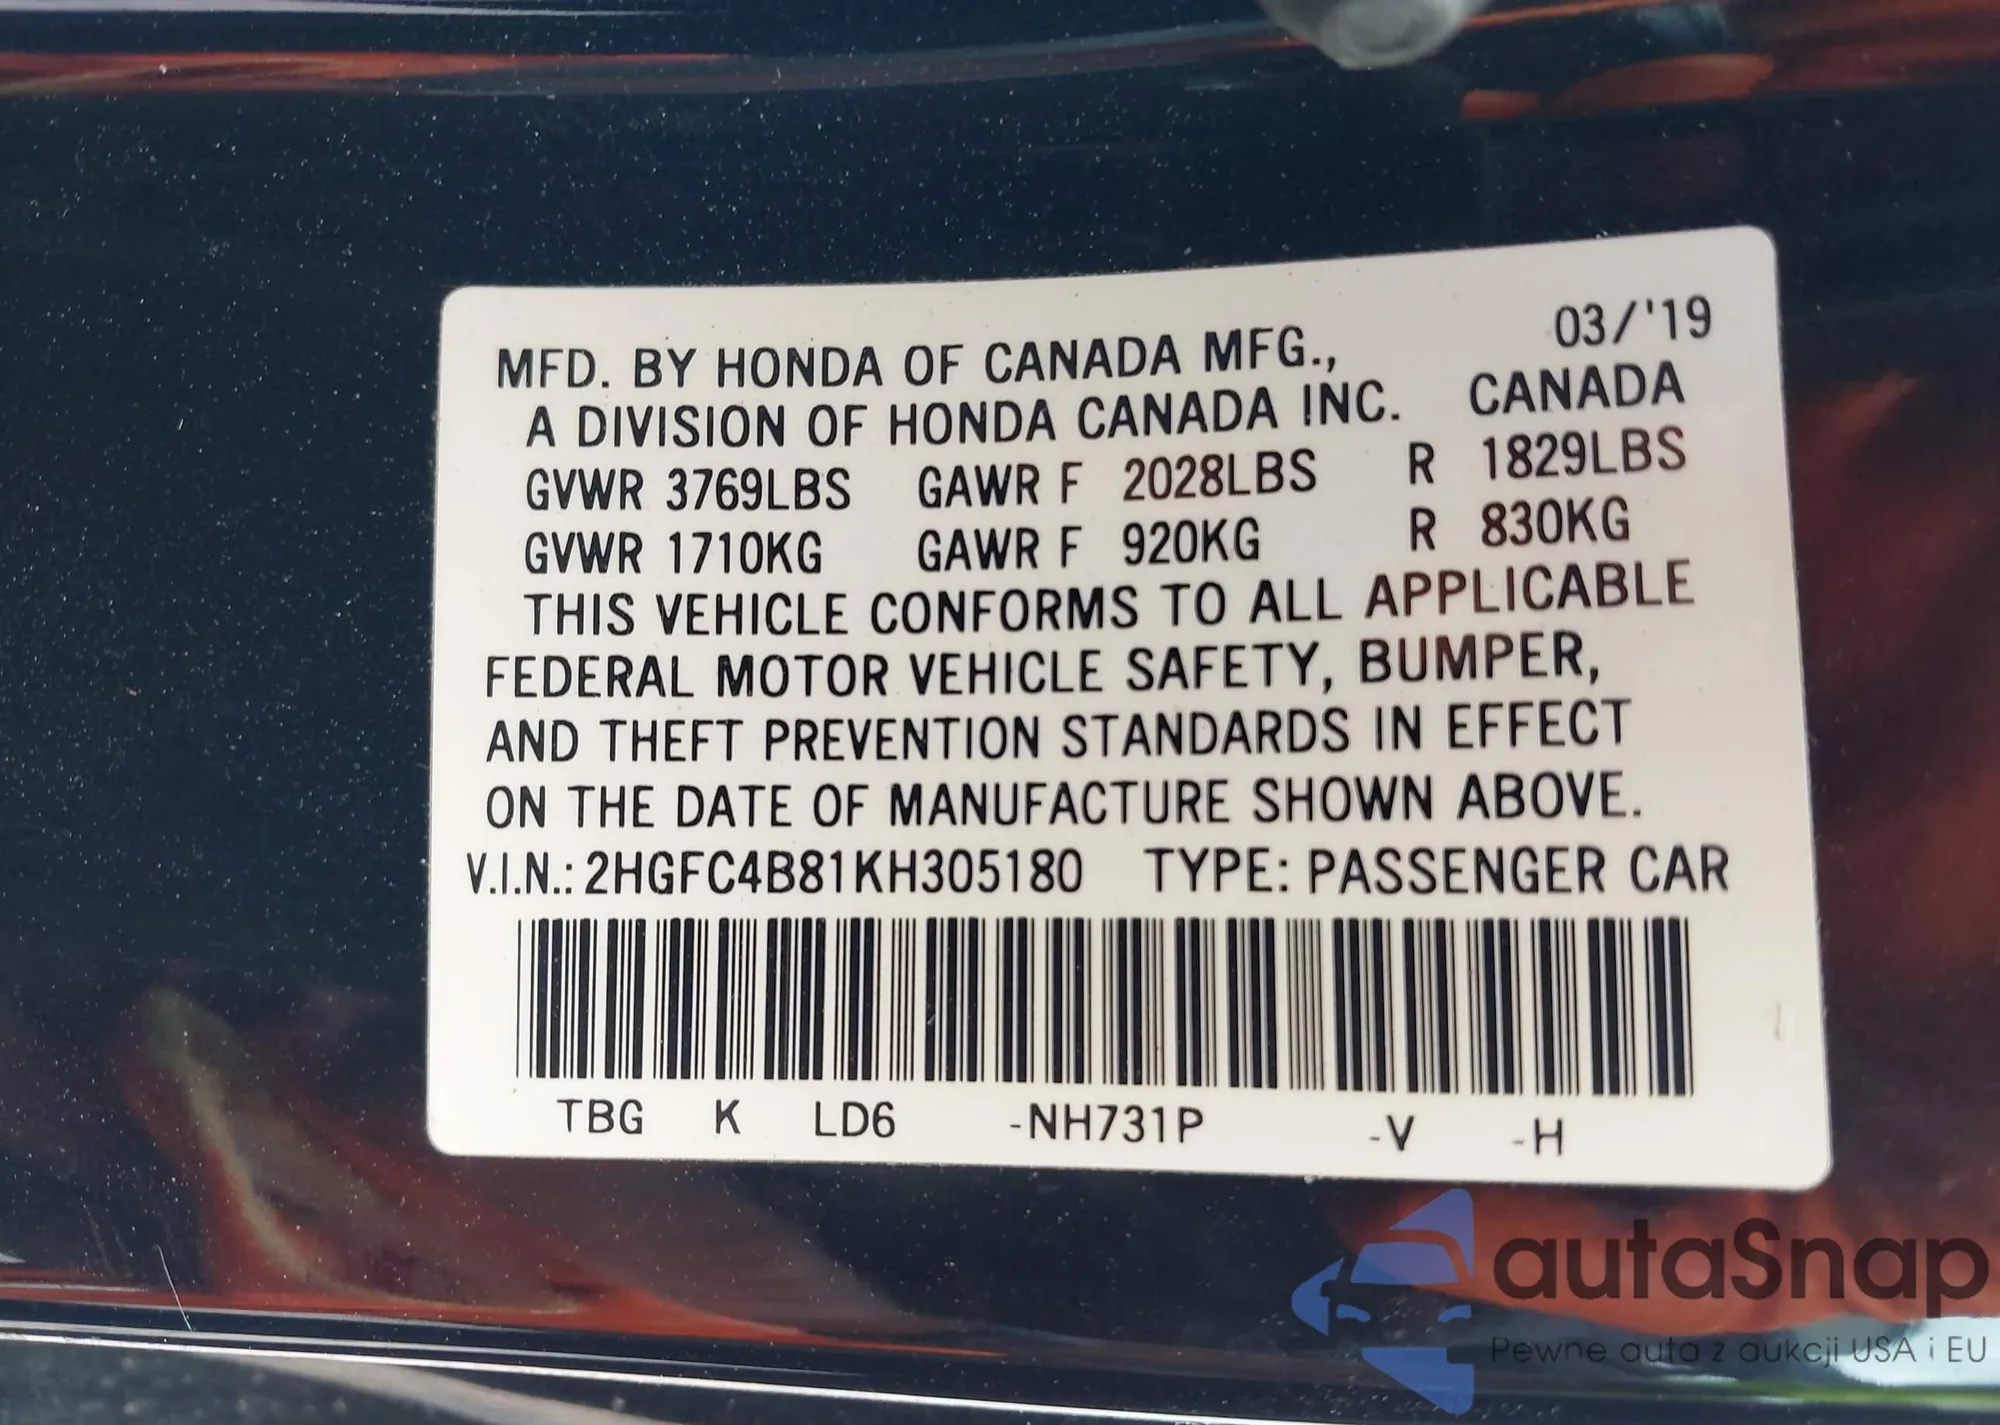 03/'19
MFD. BY HONDA OF CANADA MFG.,
A DIVISION OF HONDA CANADA INC. CANADA
GVWR 3769LBS GAWR F 2028LBS R 1829LBS
GVWR 1710KG GAWR F 920KG R 830KG
THIS VEHICLE CONFORMS TO ALL APPLICABLE
FEDERAL MOTOR VEHICLE SAFETY, BUMPER,
AND THEFT PREVENTION STANDARDS IN EFFECT
ON THE DATE OF MANUFACTURE SHOWN ABOVE.
V.I.N.: 2HGFC4B81KH305180 TYPE: PASSENGER CAR
TBG K LD6 -NH731P -V -H
autaSnap
Pewne auta z aukcji USA i EU